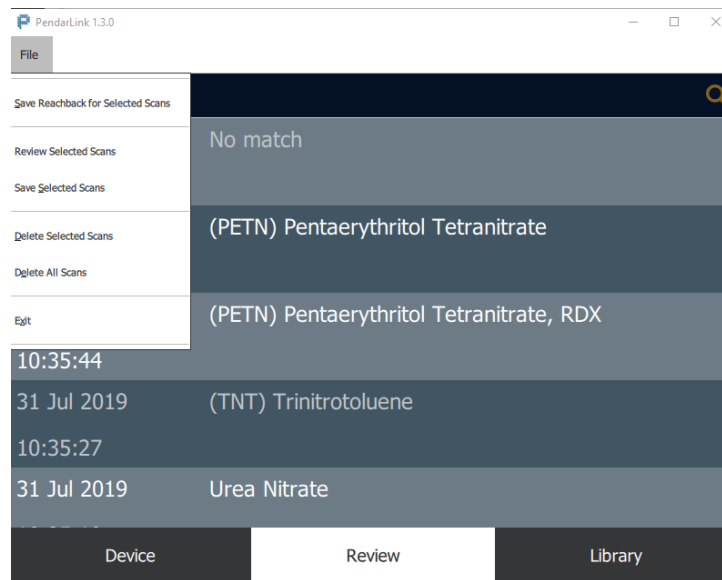 PendarLink 1.3.0
File
Save Reachback for Selected Scans
Review Selected Scans
Save Selected Scans
Delete Selected Scans
Delete All Scans
Exit
No match
(PETN) Pentaerythritol Tetranitrate
(PETN) Pentaerythritol Tetranitrate, RDX
10:35:44
31 Jul 2019 (TNT) Trinitrotoluene
10:35:27
31 Jul 2019 Urea Nitrate
Device Review Library